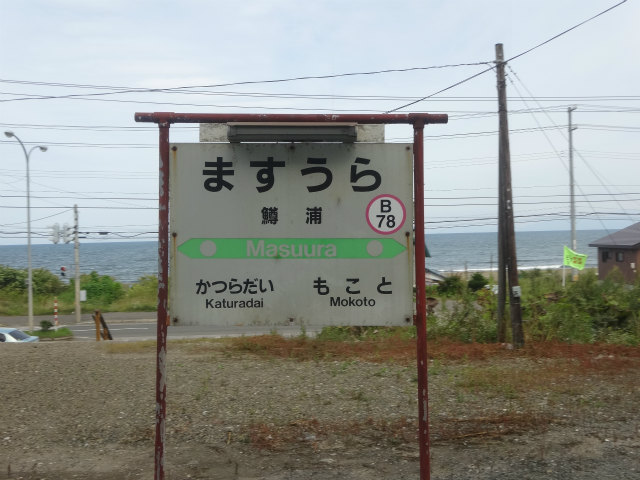 ますうら
鱒浦
B
78
Masuura
かつらだい もこと
Katuradai Mokoto